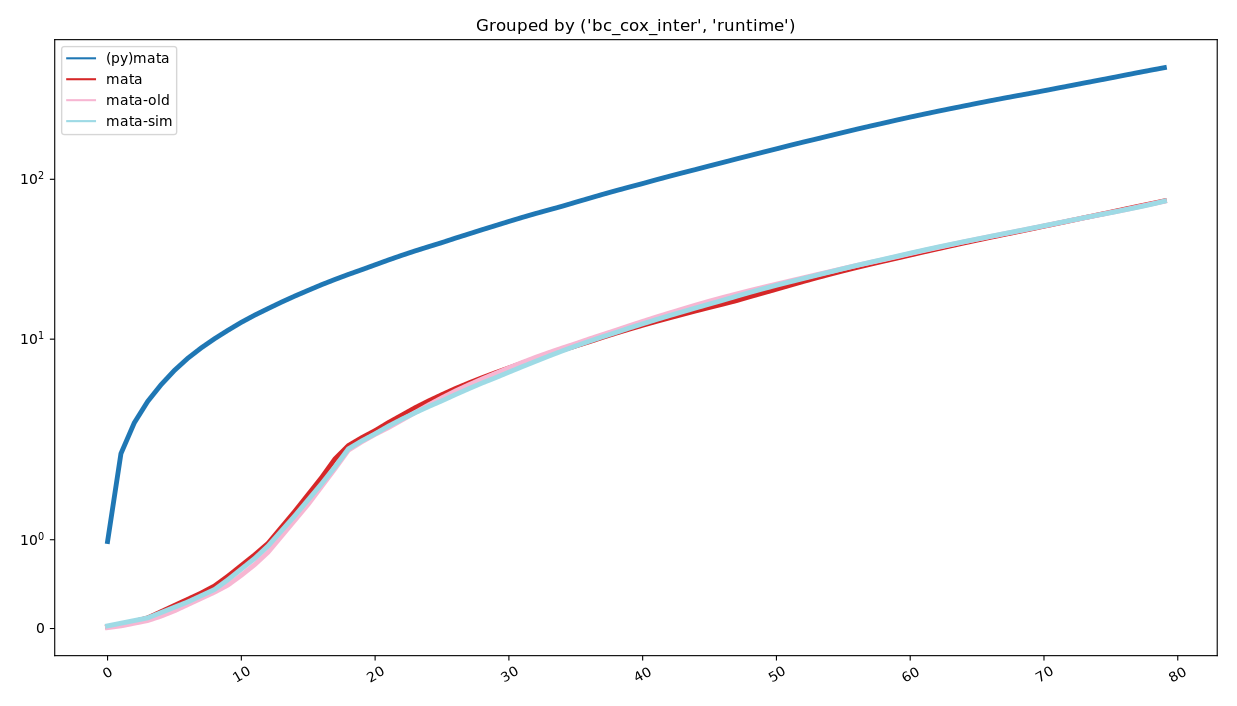 Grouped by ('bc_cox_inter', 'runtime')
(py)mata
mata
mata-old
mata-sim
10²
10¹
10⁰
0
0 10 20 30 40 50 60 70 80